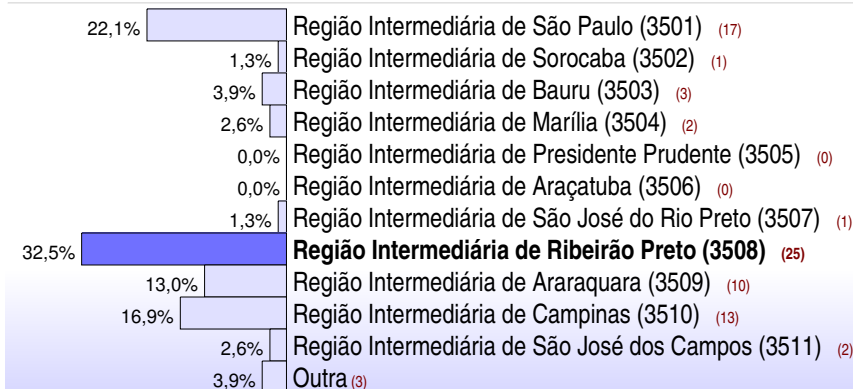 22,1% Região Intermediária de São Paulo (3501) (17)
1,3% Região Intermediária de Sorocaba (3502) (1)
3,9% Região Intermediária de Bauru (3503) (3)
2,6% Região Intermediária de Marília (3504) (2)
0,0% Região Intermediária de Presidente Prudente (3505) (0)
0,0% Região Intermediária de Araçatuba (3506) (0)
1,3% Região Intermediária de São José do Rio Preto (3507) (1)
32,5% Região Intermediária de Ribeirão Preto (3508) (25)
13,0% Região Intermediária de Araraquara (3509) (10)
16,9% Região Intermediária de Campinas (3510) (13)
2,6% Região Intermediária de São José dos Campos (3511) (2)
3,9% Outra (3)